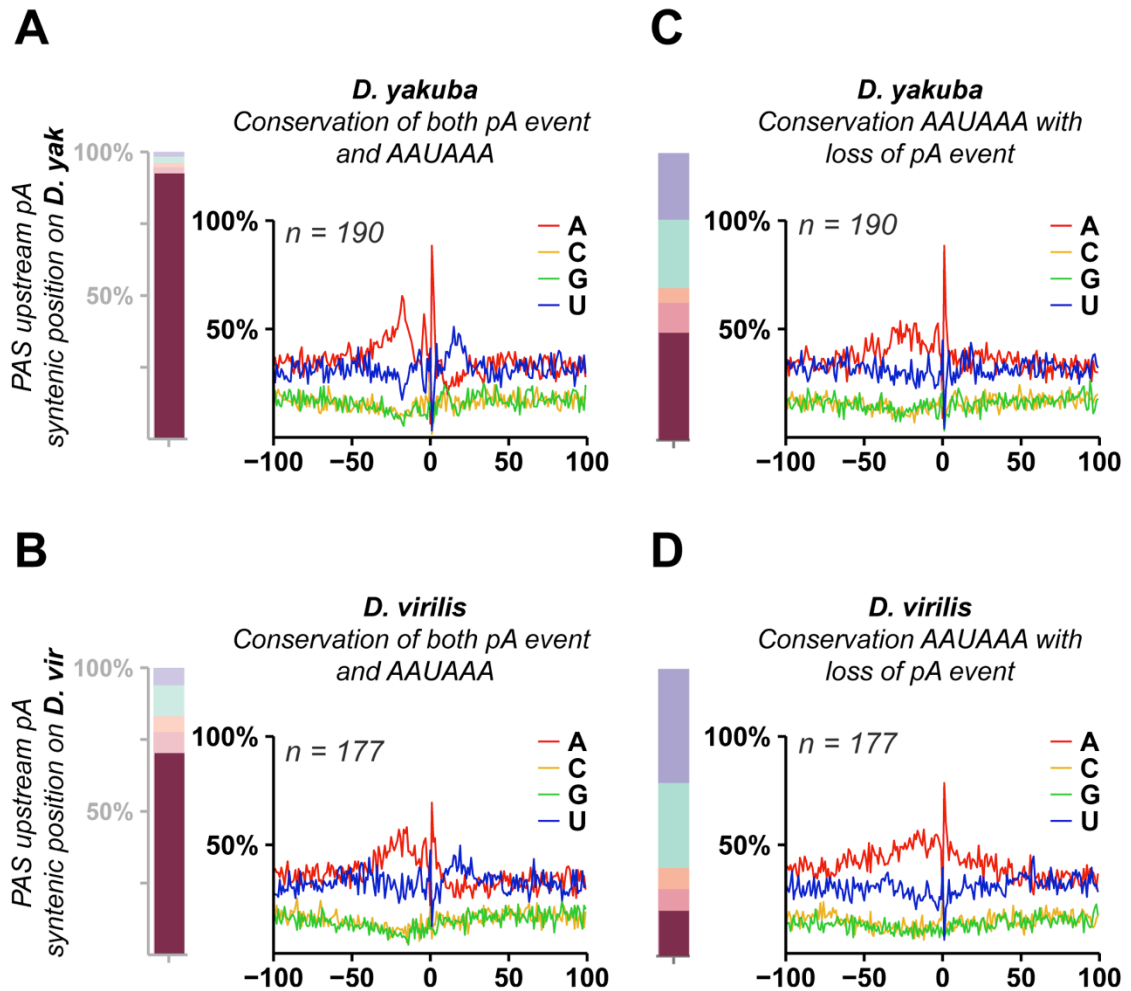 A
D. yakuba
Conservation of both pA event
and AAUAAA
PAS upstream pA
syntenic position on D. yak
100%
50%
100%
50%
n = 190
A
C
G
U
−100
−50
0
50
100
C
D. yakuba
Conservation AAUAAA with
loss of pA event
100%
50%
n = 190
A
C
G
U
−100
−50
0
50
100
B
D. virilis
Conservation of both pA event
and AAUAAA
PAS upstream pA
syntenic position on D. vir
100%
50%
100%
50%
n = 177
A
C
G
U
−100
−50
0
50
100
D
D. virilis
Conservation AAUAAA with
loss of pA event
100%
50%
n = 177
A
C
G
U
−100
−50
0
50
100